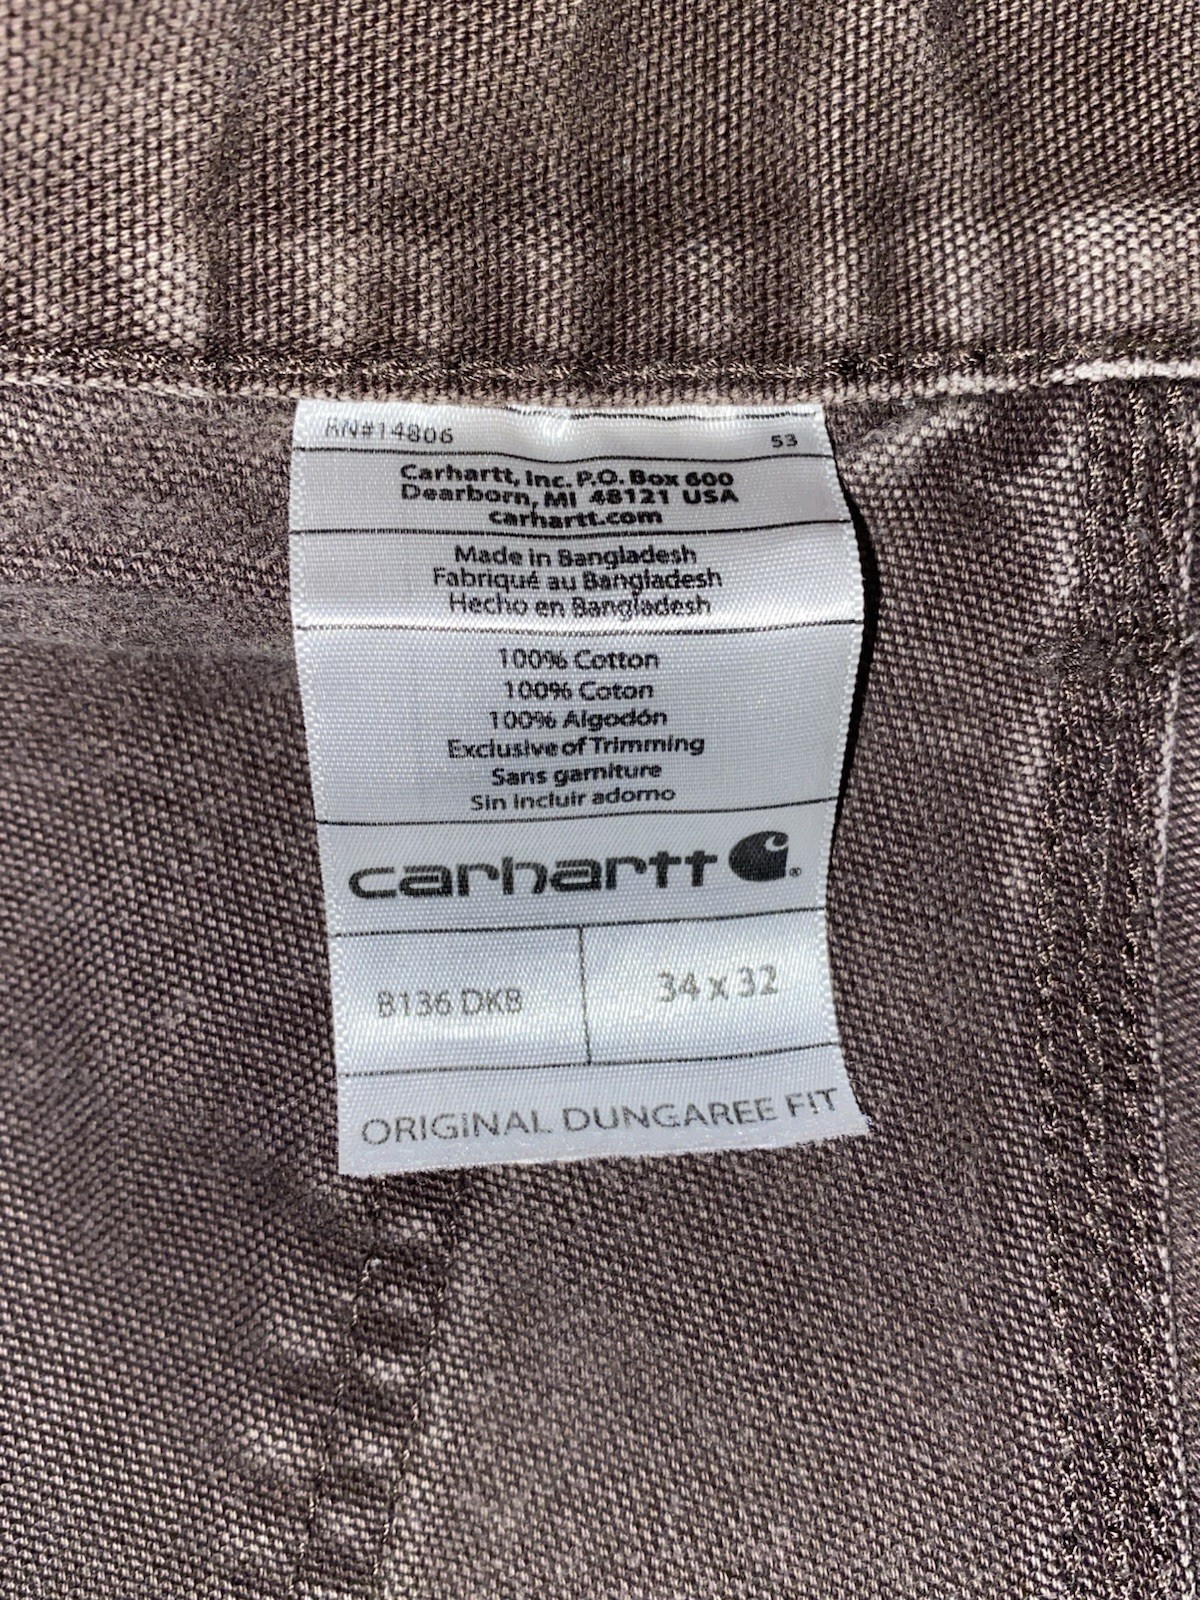 RN#14806 53
Carhartt, Inc. P.O. Box 600
Dearborn, MI 48121 USA
carhartt.com
Made in Bangladesh
Fabriqué au Bangladesh
Hecho en Bangladesh
100% Cotton
100% Coton
100% Algodón
Exclusive of Trimming
Sans garniture
Sin incluir adorno
carhartt ®
B136 DKB 34 x 32
ORIGINAL DUNGAREE FIT